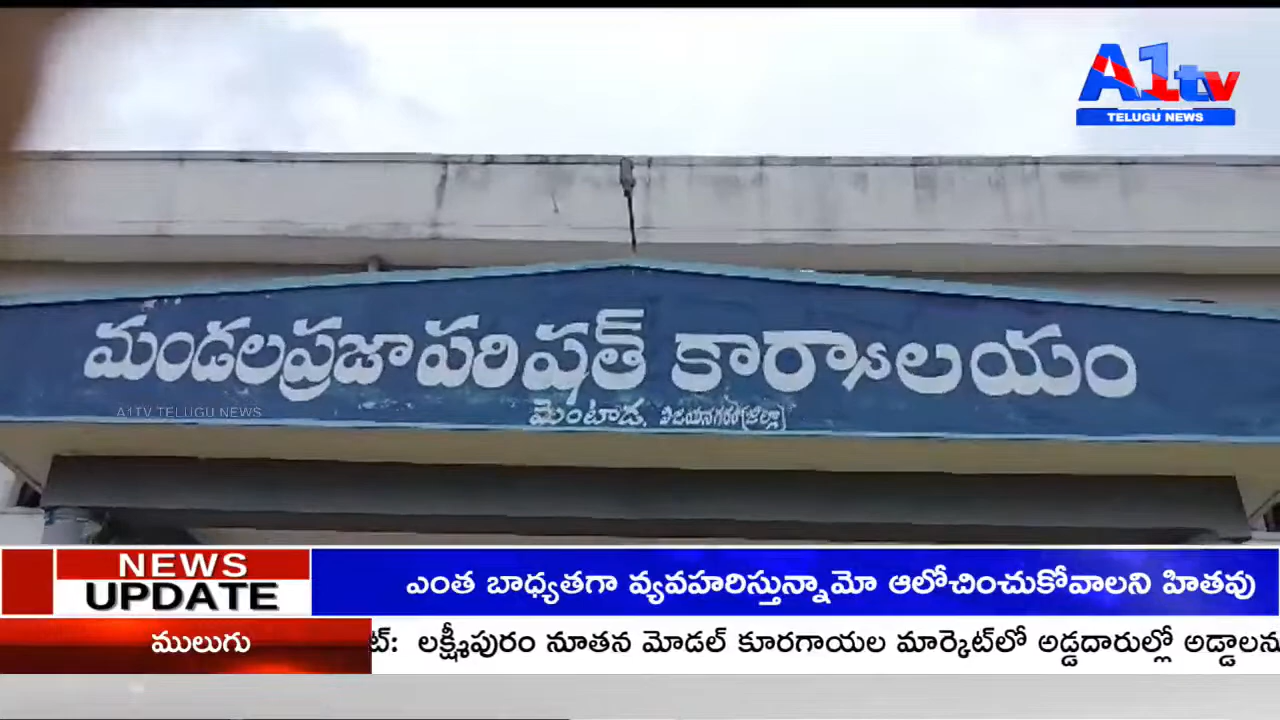 A1tv
TELUGU NEWS
మండలప్రజాపరిషత్ కార్యాలయం
మెంటాడ, విజయనగరం(జిల్లా)
A1TV TELUGU NEWS
NEWS
UPDATE
ఎంత బాధ్యతగా వ్యవహరిస్తున్నామో ఆలోచించుకోవాలని హితవు
ములుగు
ట్: లక్ష్మీపురం నూతన మోడల్ కూరగాయల మార్కెట్‌లో అడ్డదారుల్లో అడ్డాలను